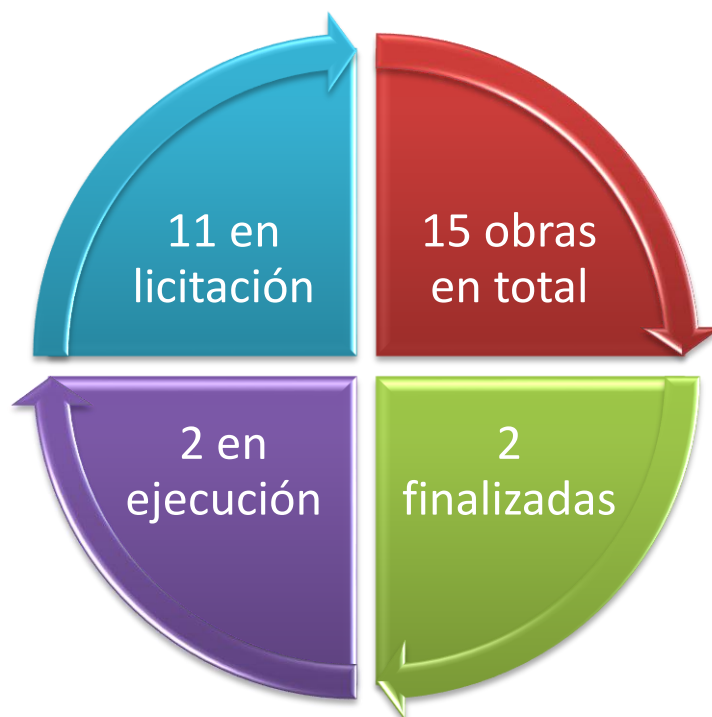 11 en
licitación
15 obras
en total
2 en
ejecución
2
finalizadas